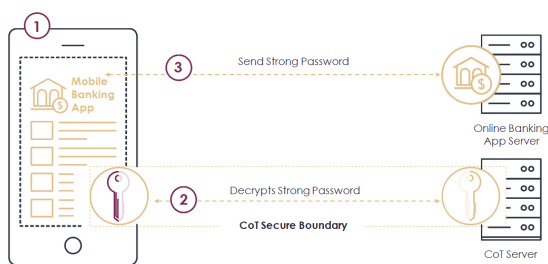 1
Mobile
Banking
App
$
3
Send Strong Password
$
Online Banking
App Server
2
Decrypts Strong Password
CoT Secure Boundary
CoT Server